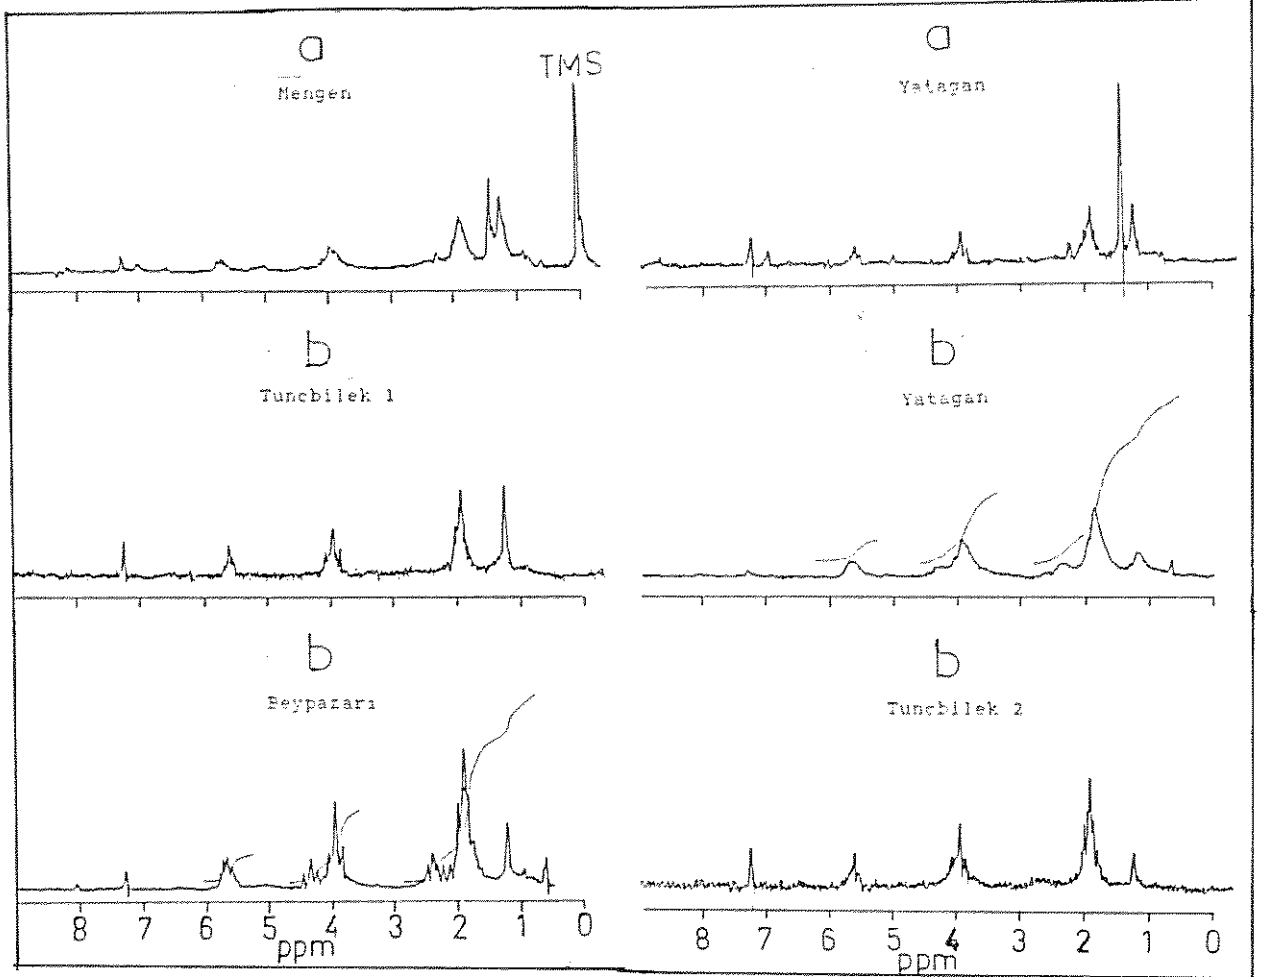 a
Mengen
TMS
a
Yatagan
b
Tuncbilek 1
b
Yatagan
b
Beypazarı
8 7 6 5 4 3 2 1 0
ppm
b
Tuncbilek 2
8 7 6 5 4 3 2 1 0
ppm